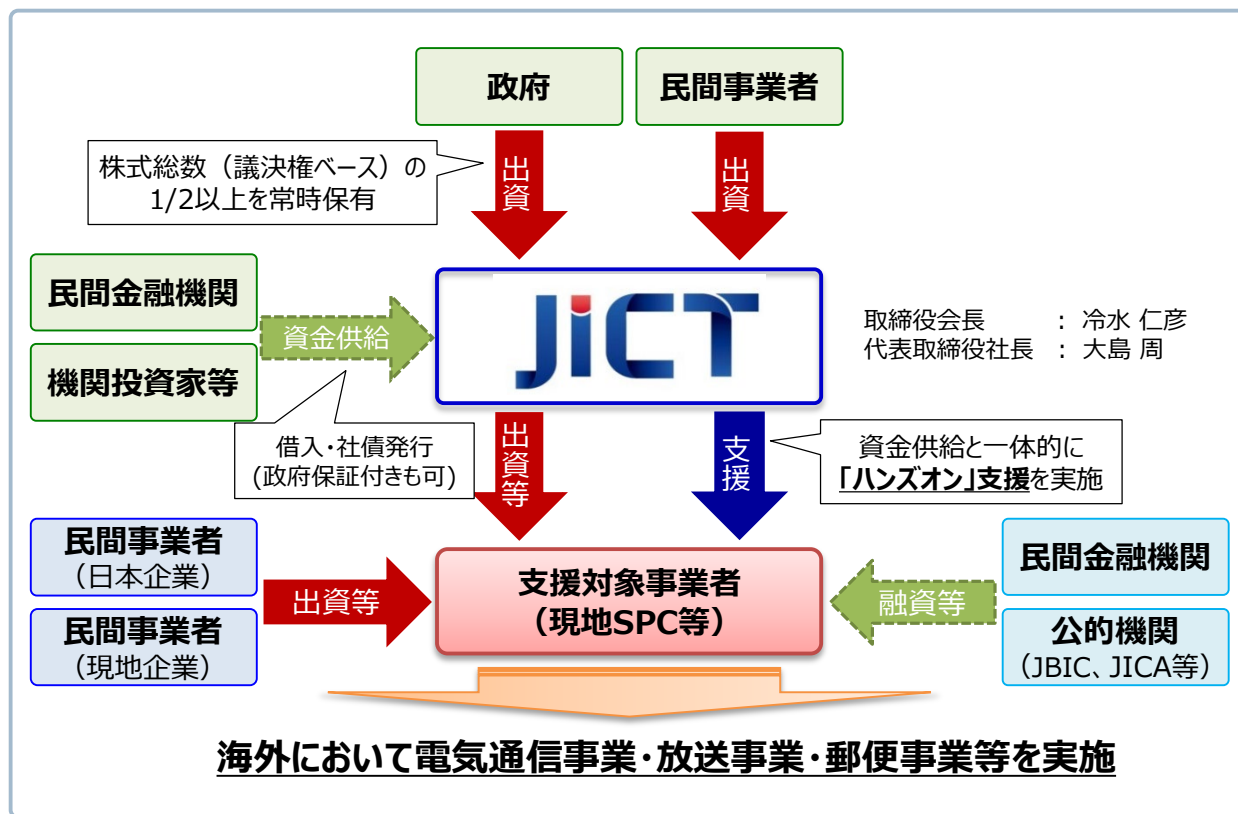 政府
民間事業者
出資
出資
株式総数（議決権ベース）の
1/2以上を常時保有
民間金融機関
機関投資家等
資金供給
JICT
取締役会長 : 冷水 仁彦
代表取締役社長 : 大島 周
借入・社債発行
(政府保証付きも可)
出資等
支援
資金供給と一体的に
「ハンズオン」支援を実施
民間事業者
（日本企業）
民間事業者
（現地企業）
出資等
支援対象事業者
（現地SPC等）
融資等
民間金融機関
公的機関
（JBIC、JICA等）
海外において電気通信事業・放送事業・郵便事業等を実施